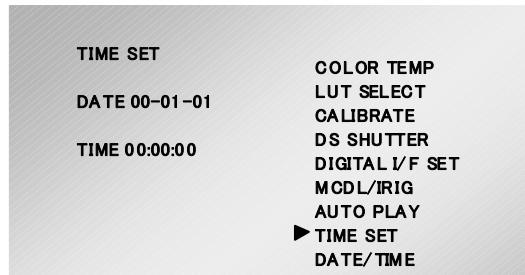 TIME SET
DATE 00-01-01
TIME 00:00:00
COLOR TEMP
LUT SELECT
CALIBRATE
DS SHUTTER
DIGITAL I/F SET
MCDL/IRIG
AUTO PLAY
TIME SET
DATE/TIME